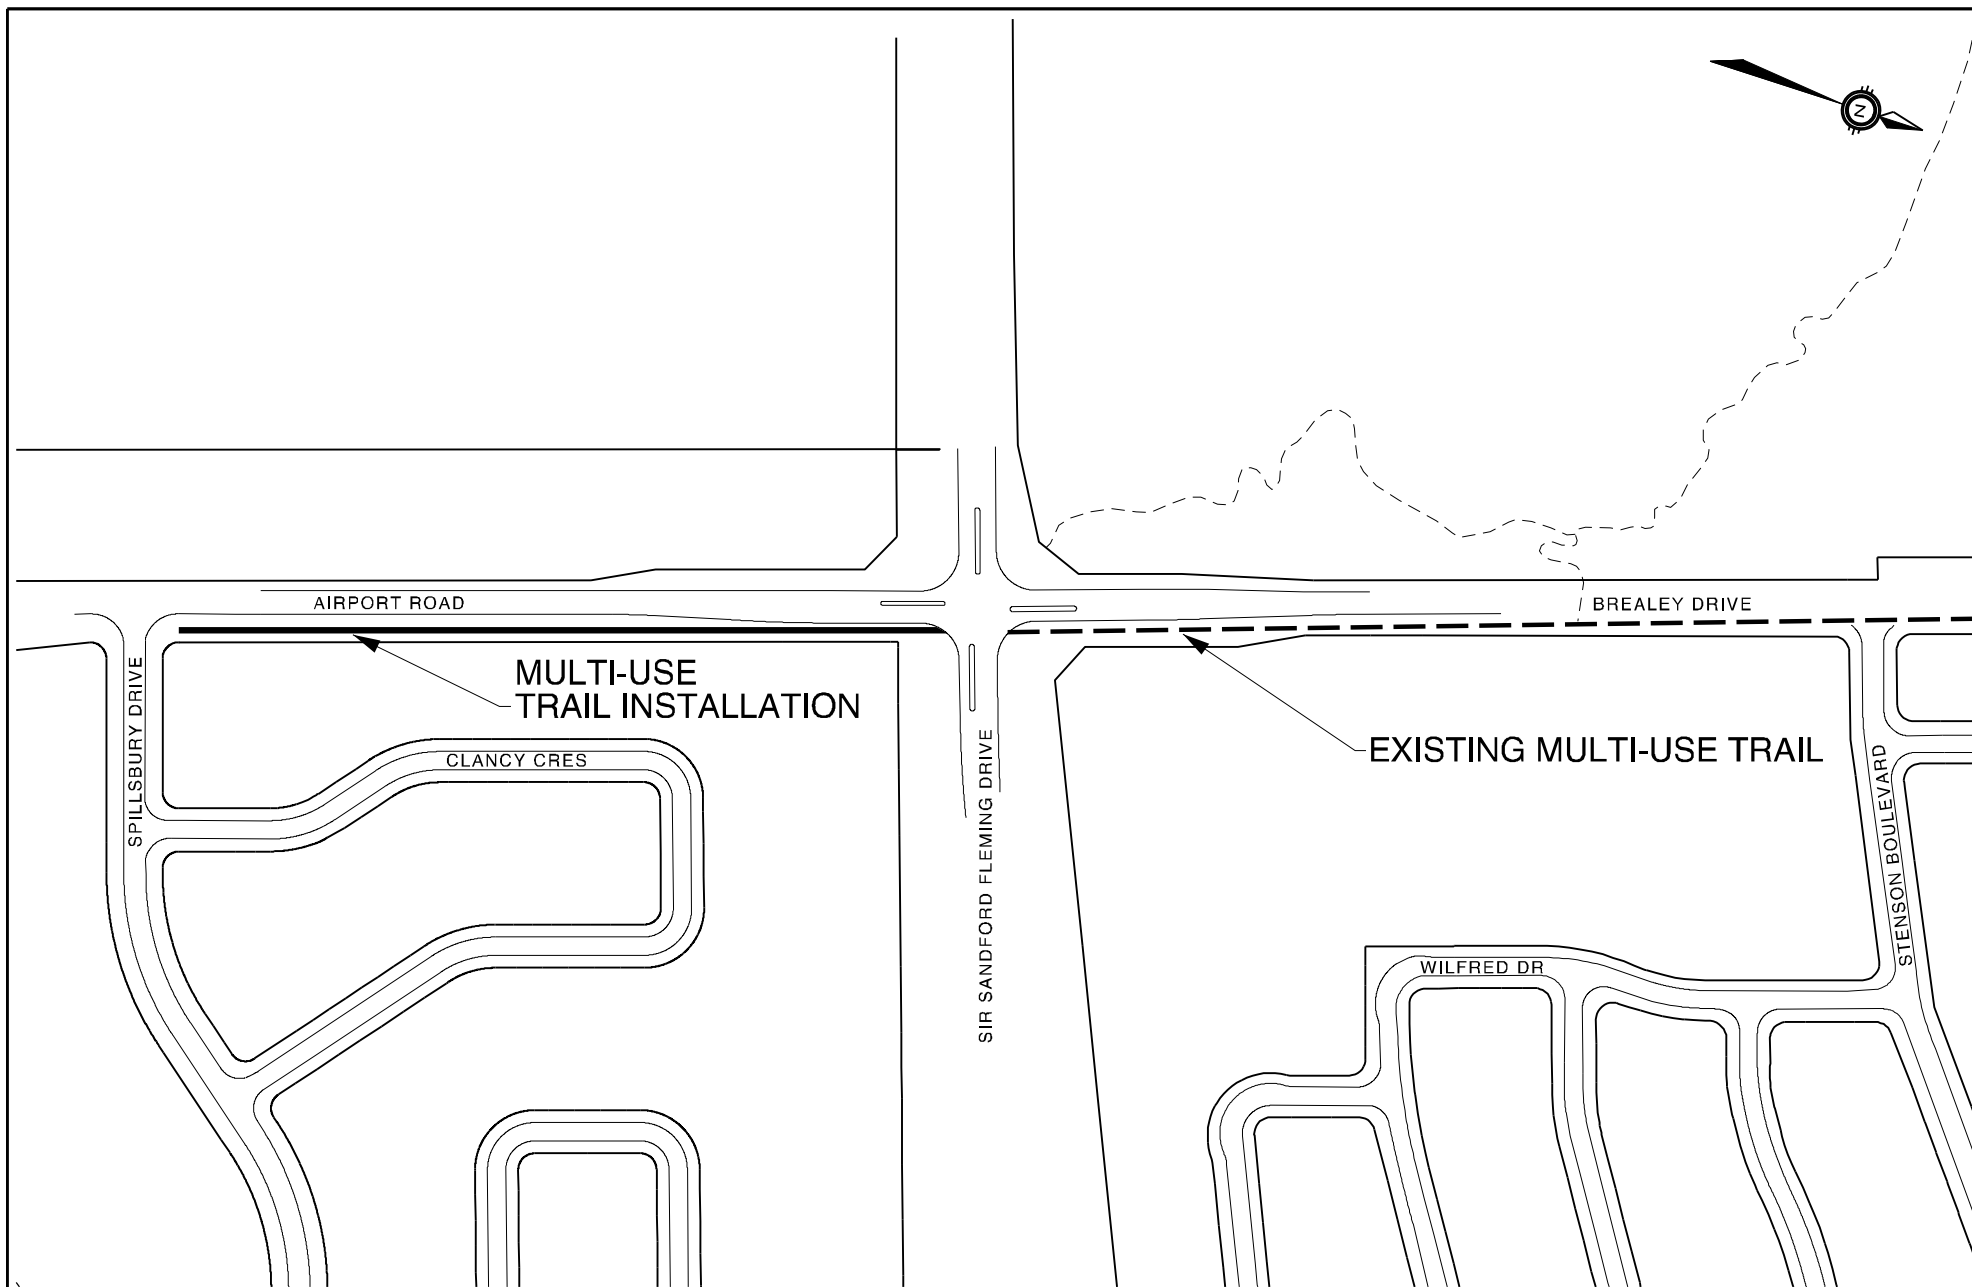 N
AIRPORT ROAD
BREALEY DRIVE
MULTI-USE
TRAIL INSTALLATION
SPILLSBURY DRIVE
CLANCY CRES
SIR SANDFORD FLEMING DRIVE
EXISTING MULTI-USE TRAIL
STENSON BOULEVARD
WILFRED DR